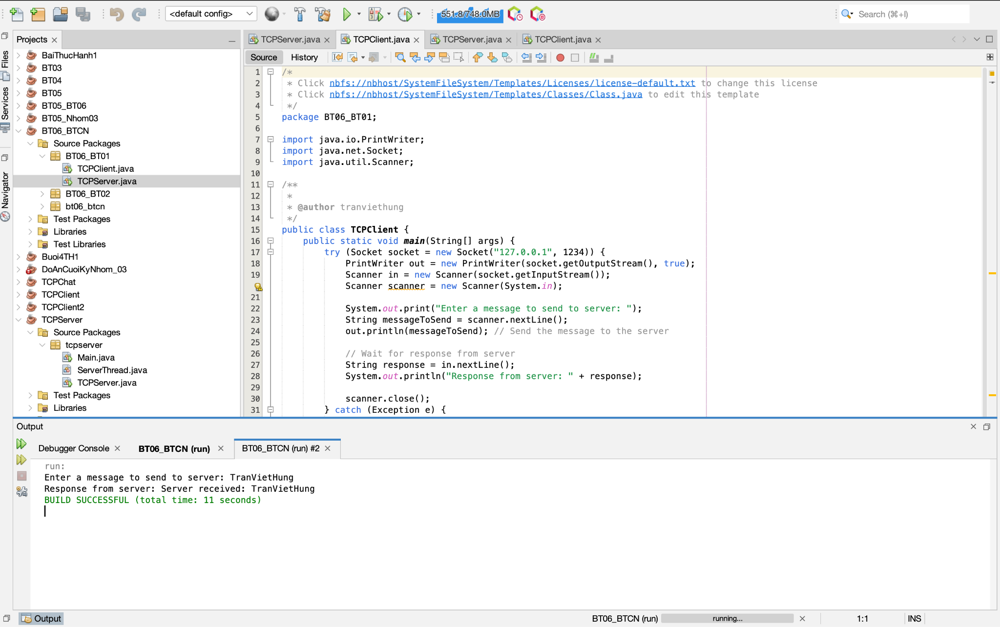 <default config>
551.8/748.0MB
Search (⌘+I)
Files
Services
Navigator
Projects
BaiThucHanh1
BT03
BT04
BT05
BT05_BT06
BT05_Nhom03
BT06_BTCN
Source Packages
BT06_BT01
TCPClient.java
TCPServer.java
BT06_BT02
bt06_btcn
Test Packages
Libraries
Test Libraries
Buoi4TH1
DoAnCuoiKyNhom_03
TCPChat
TCPClient
TCPClient2
TCPServer
Source Packages
tcpserver
Main.java
ServerThread.java
TCPServer.java
Test Packages
Libraries
TCPServer.java TCPClient.java TCPServer.java TCPClient.java
Source History
1 /*
2 * Click nbfs://nbhost/SystemFileSystem/Templates/Licenses/license-default.txt to change this license
3 * Click nbfs://nbhost/SystemFileSystem/Templates/Classes/Class.java to edit this template
4 */
5 package BT06_BT01;
6
7 import java.io.PrintWriter;
8 import java.net.Socket;
9 import java.util.Scanner;
10
11 /**
12 *
13 * @author tranviethung
14 */
15 public class TCPClient {
16 public static void main(String[] args) {
17 try (Socket socket = new Socket("127.0.0.1", 1234)) {
18 PrintWriter out = new PrintWriter(socket.getOutputStream(), true);
19 Scanner in = new Scanner(socket.getInputStream());
Scanner scanner = new Scanner(System.in);
21
22 System.out.print("Enter a message to send to server: ");
23 String messageToSend = scanner.nextLine();
24 out.println(messageToSend); // Send the message to the server
25
26 // Wait for response from server
27 String response = in.nextLine();
28 System.out.println("Response from server: " + response);
29
30 scanner.close();
31 } catch (Exception e) {
Output
Debugger Console BT06_BTCN (run) BT06_BTCN (run) #2
run:
Enter a message to send to server: TranVietHung
Response from server: Server received: TranVietHung
BUILD SUCCESSFUL (total time: 11 seconds)
Output
BT06_BTCN (run) running... 1:1 INS